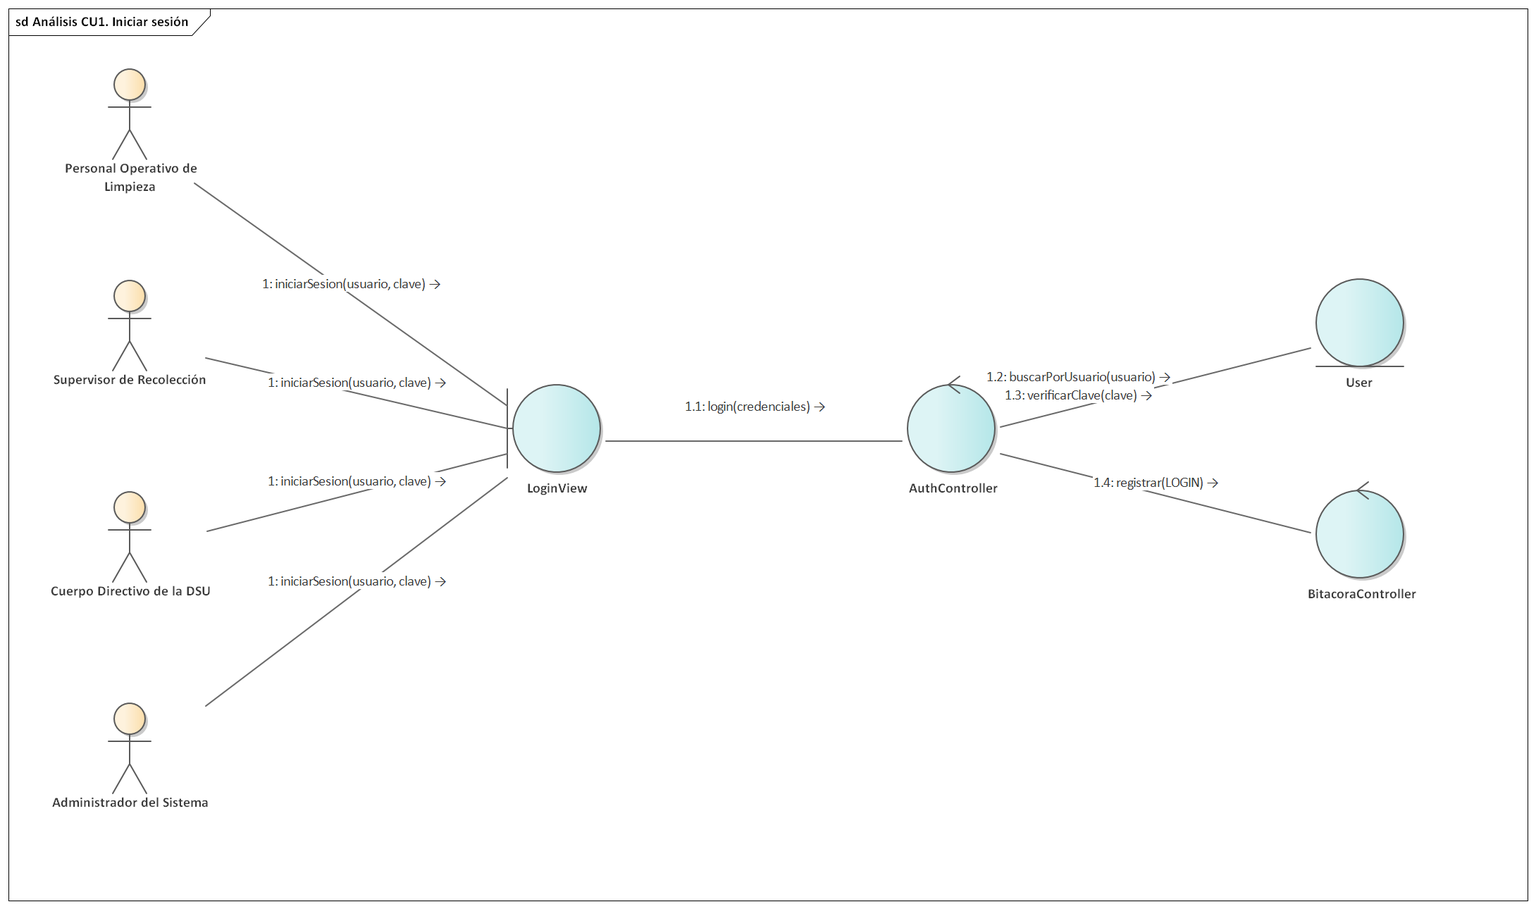 sd Análisis CU1. Iniciar sesión
Personal Operativo de
Limpieza
1: iniciarSesion(usuario, clave)
Supervisor de Recolección
1: iniciarSesion(usuario, clave)
1.1: login(credenciales)
1.2: buscarPorUsuario(usuario)
1.3: verificarClave(clave)
User
LoginView
AuthController
1.4: registrar(LOGIN)
BitacoraController
1: iniciarSesion(usuario, clave)
Cuerpo Directivo de la DSU
1: iniciarSesion(usuario, clave)
Administrador del Sistema